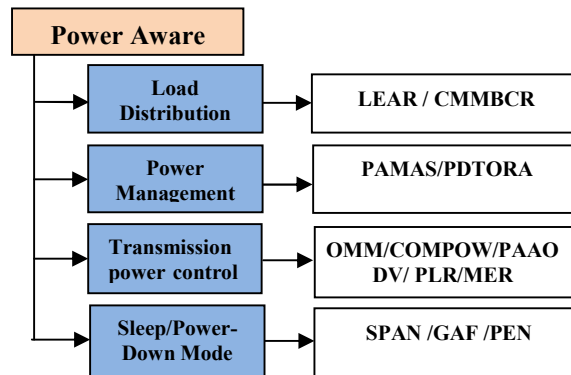 Power Aware
Load
Distribution
LEAR / CMMBCR
Power
Management
PAMAS/PDTORA
Transmission
power control
OMM/COMPOW/PAAO
DV/ PLR/MER
Sleep/Power-
Down Mode
SPAN /GAF /PEN